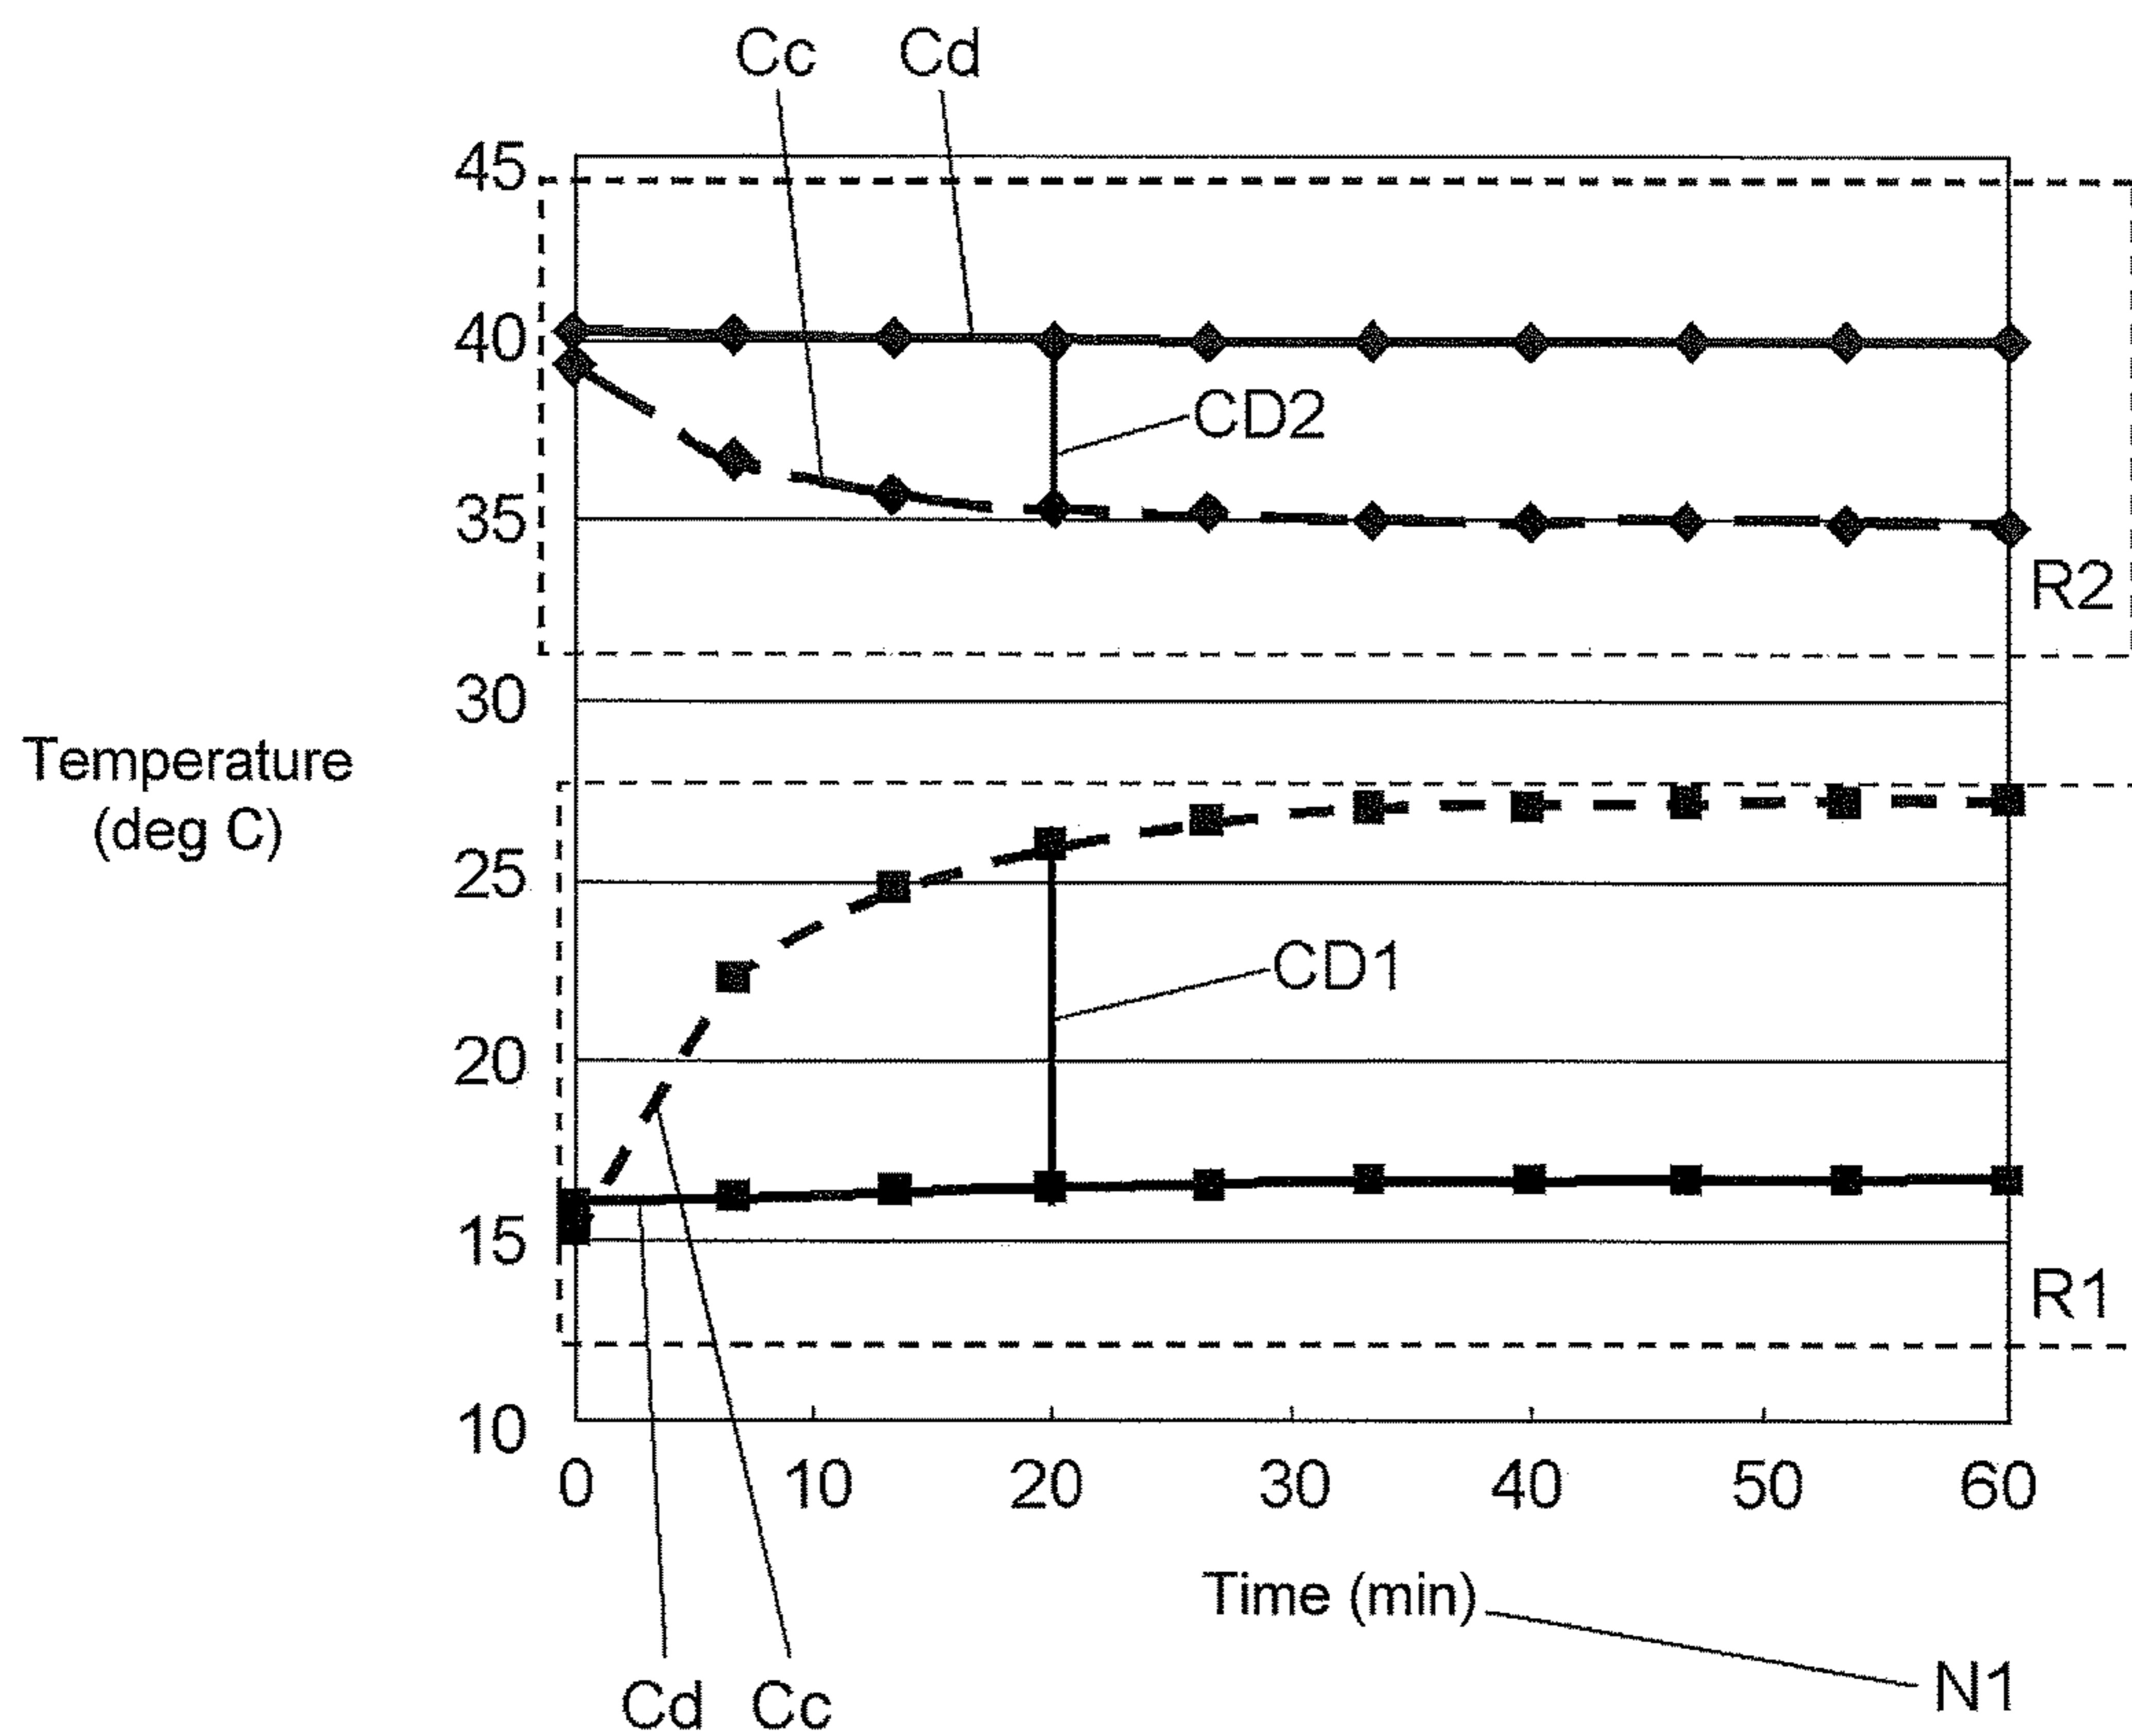 Cc Cd
45
40
CD2
35
R2
30
Temperature
(deg C)
25
CD1
20
15
R1
10
0 10 20 30 40 50 60
Time (min)
N1
Cd Cc